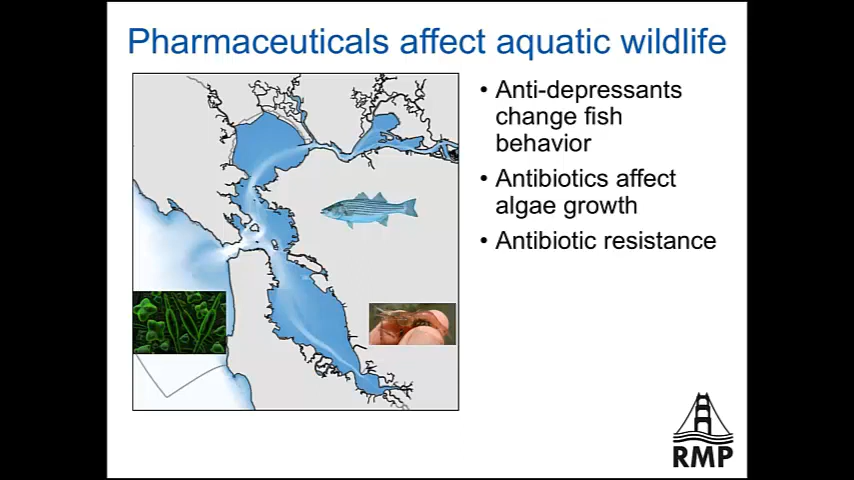 Pharmaceuticals affect aquatic wildlife
• Anti-depressants
change fish
behavior
• Antibiotics affect
algae growth
• Antibiotic resistance
RMP